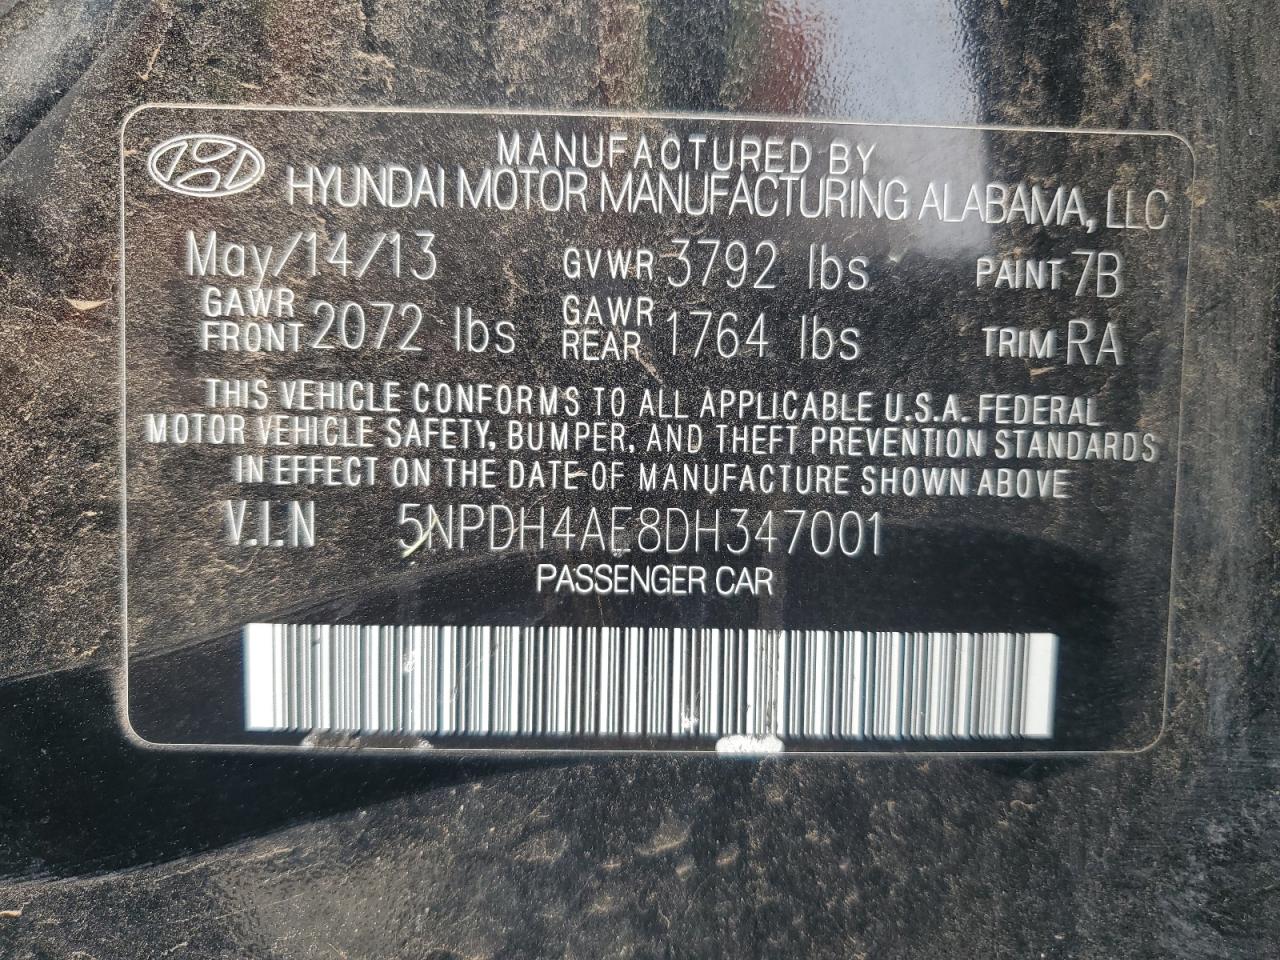 MANUFACTURED BY
HYUNDAI MOTOR MANUFACTURING ALABAMA, LLC
May/14/13 GVWR 3792 lbs PAINT 7B
GAWR FRONT 2072 lbs GAWR REAR 1764 lbs TRIM RA
THIS VEHICLE CONFORMS TO ALL APPLICABLE U.S.A. FEDERAL
MOTOR VEHICLE SAFETY, BUMPER, AND THEFT PREVENTION STANDARDS
IN EFFECT ON THE DATE OF MANUFACTURE SHOWN ABOVE
V.I.N 5NPDH4AE8DH347001
PASSENGER CAR